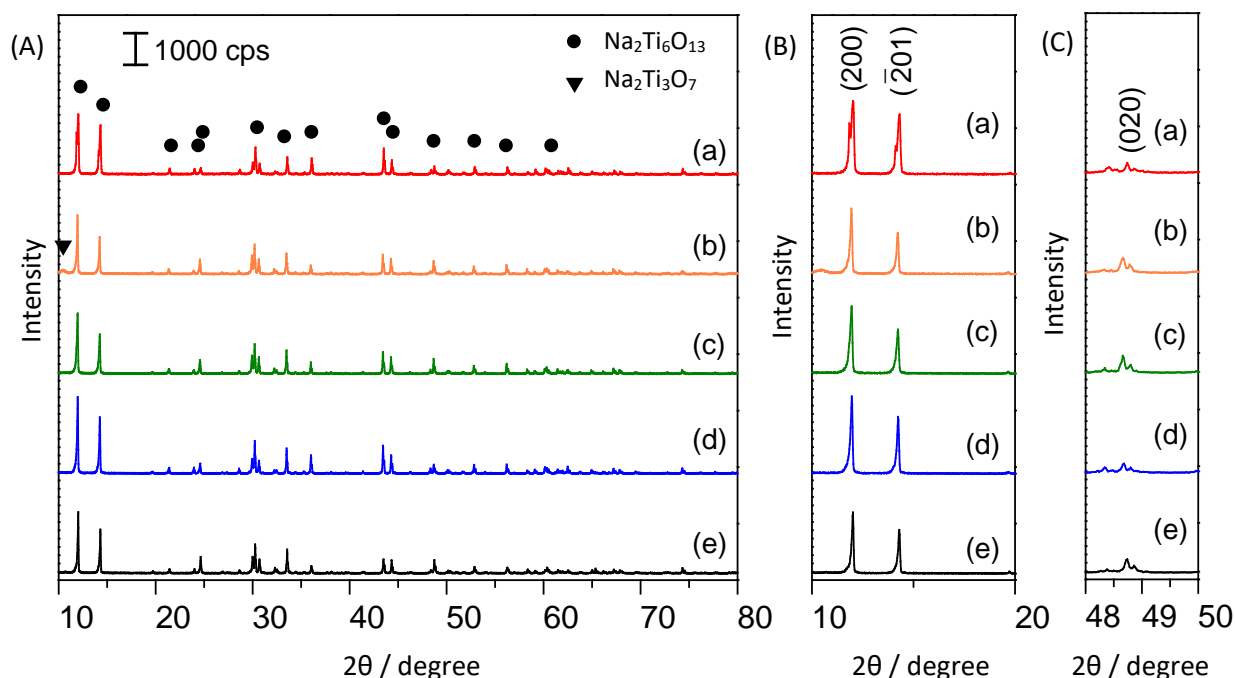 (A)
1000 cps
● Na₂Ti₆O₁₃
▼ Na₂Ti₃O₇
(a)
(b)
(c)
(d)
(e)
Intensity
10 20 30 40 50 60 70 80
2θ / degree
(B)
(200)
(2̄01)
(a)
(b)
(c)
(d)
(e)
Intensity
10 20
2θ / degree
(C)
(020)
(a)
(b)
(c)
(d)
(e)
Intensity
48 49 50
2θ / degree